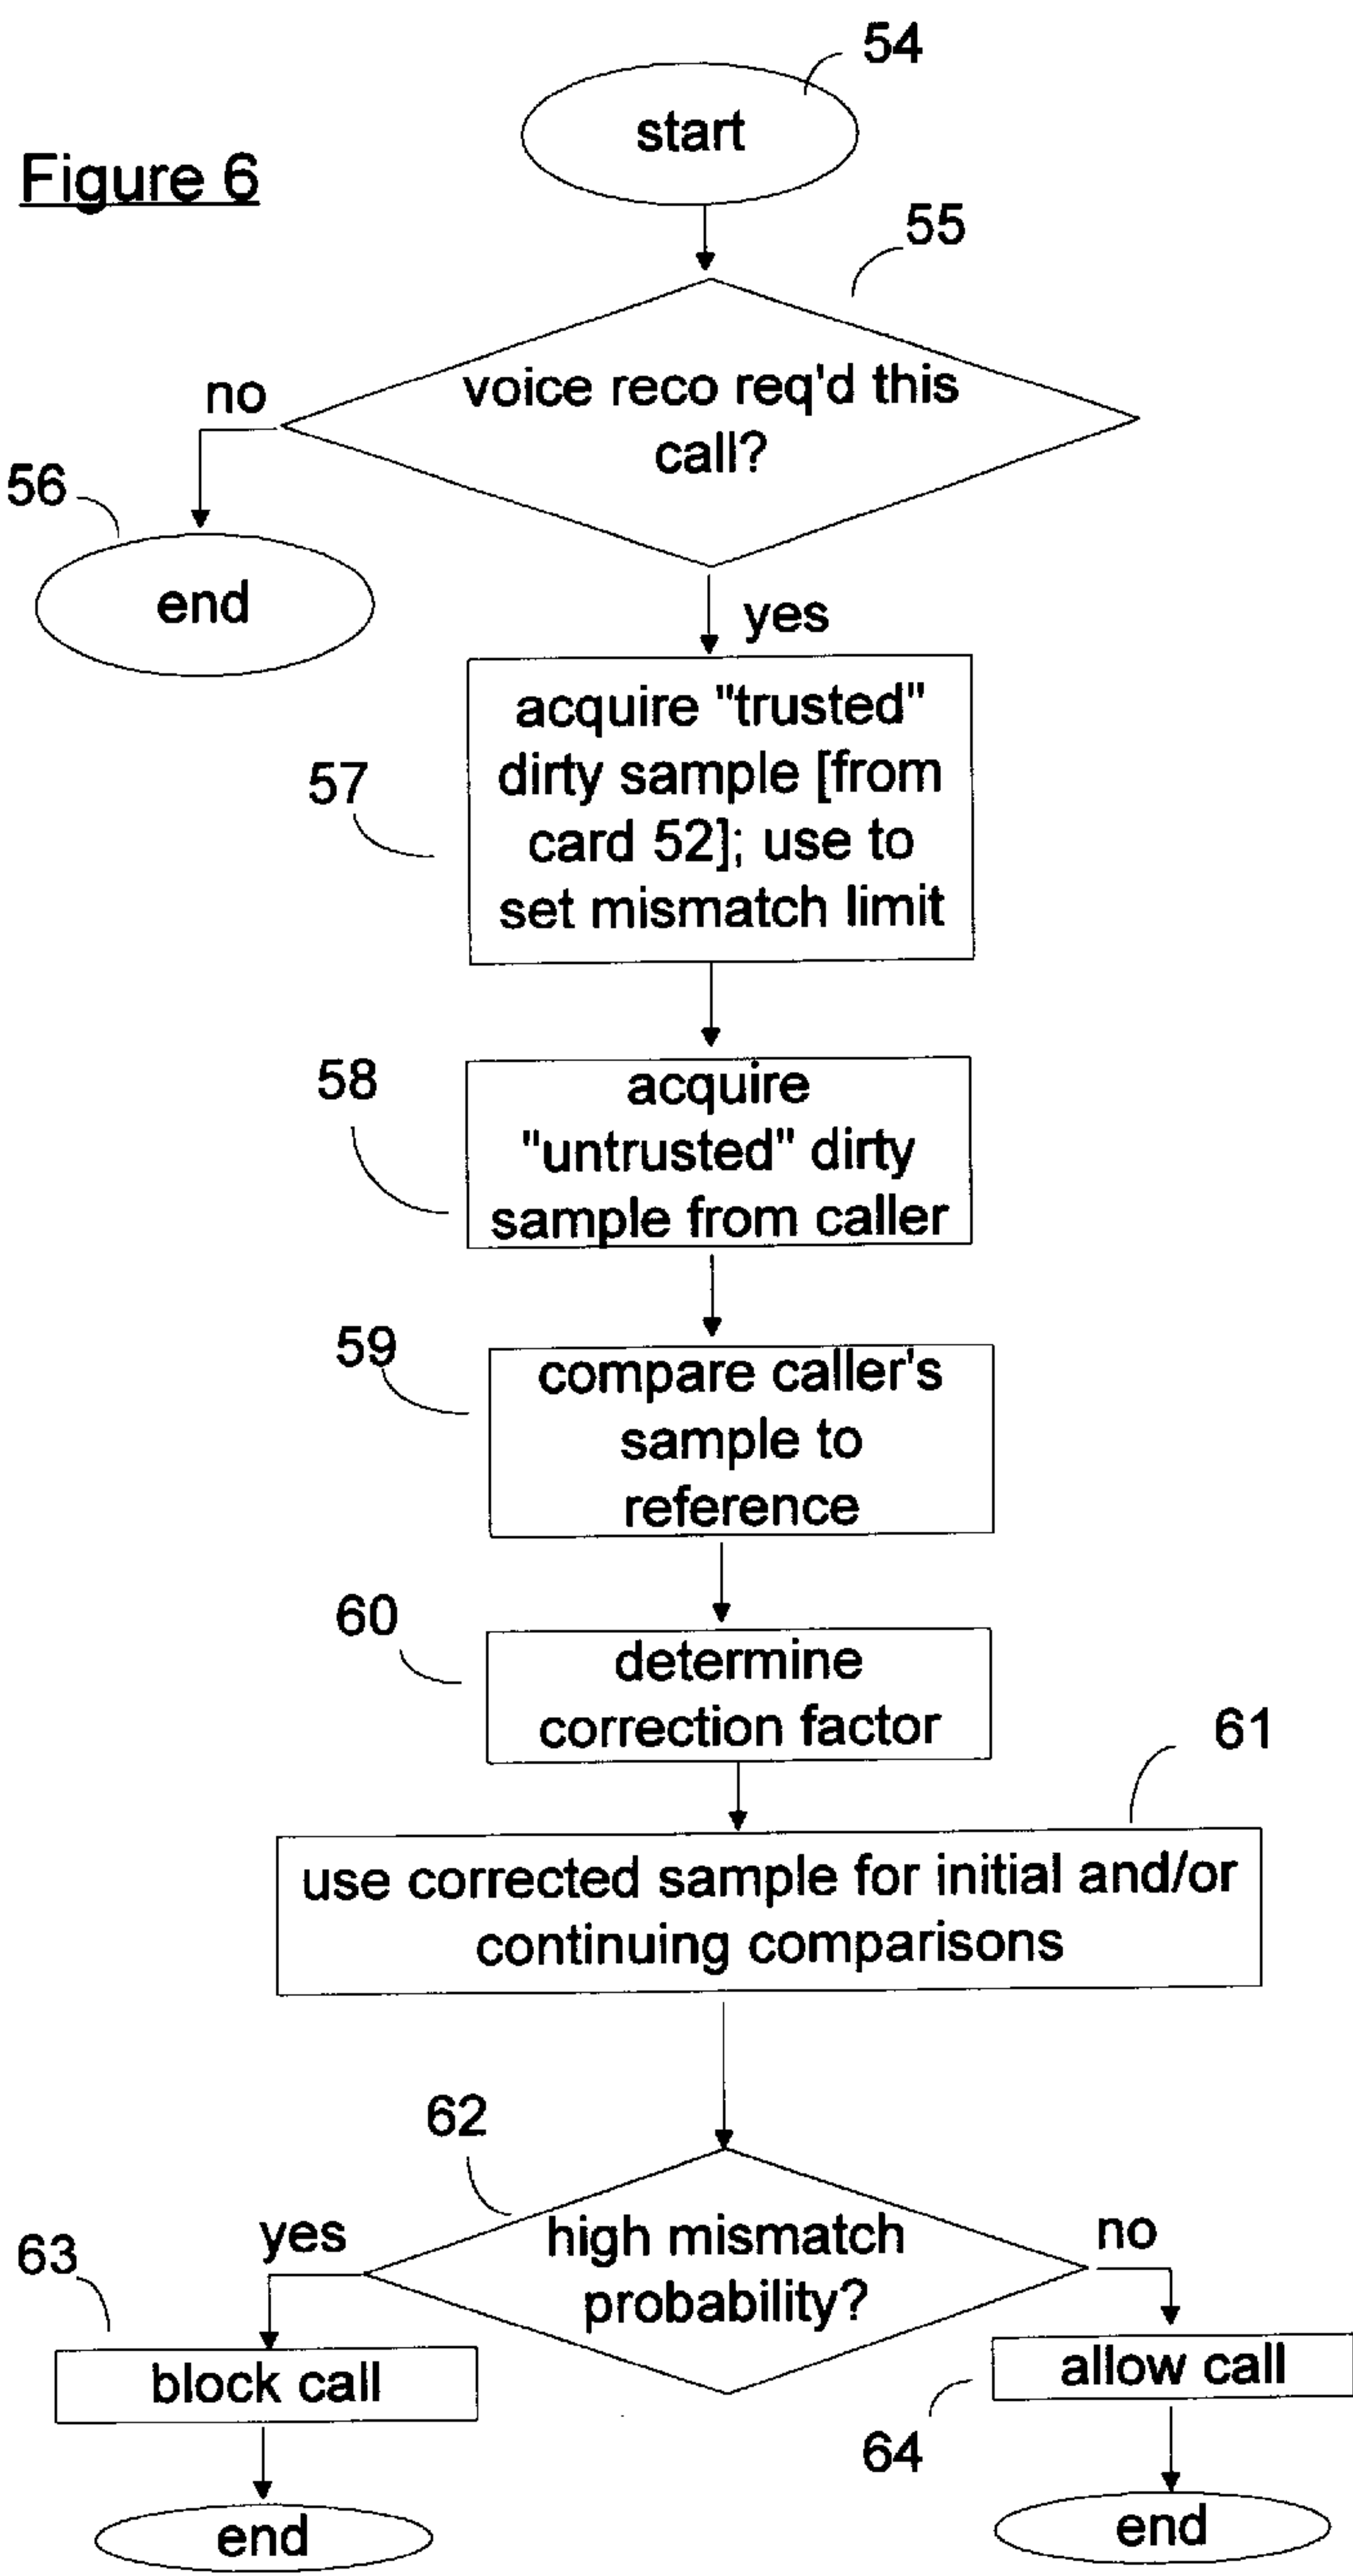 54
start
Figure 6
55
voice reco req'd this
call?
no
56
end
yes
57
acquire "trusted"
dirty sample [from
card 52]; use to
set mismatch limit
58
acquire
"untrusted" dirty
sample from caller
59
compare caller's
sample to
reference
60
determine
correction factor
61
use corrected sample for initial and/or
continuing comparisons
62
high mismatch
probability?
yes
no
63
block call
allow call
64
end
end